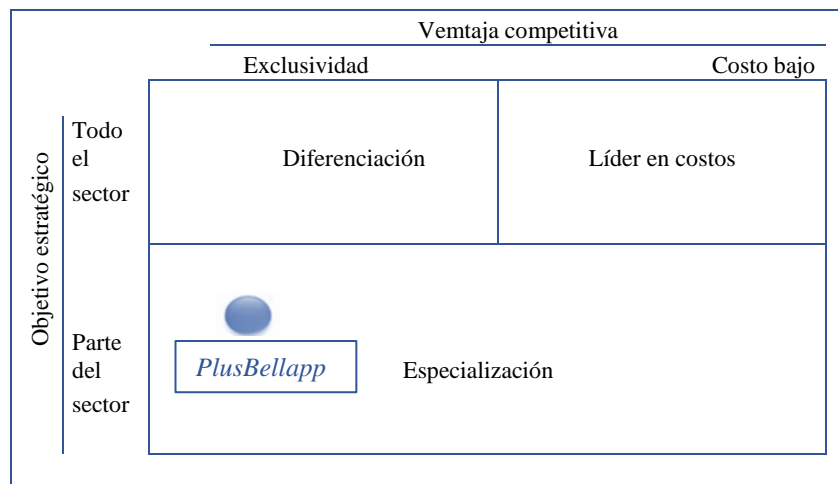 Vemtaja competitiva
Exclusividad
Costo bajo
Objetivo estratégico
Todo
el
sector
Diferenciación
Líder en costos
Parte
del
sector
PlusBellapp
Especialización